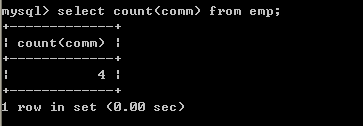 mysql> select count(comm) from emp;
+-------------+
| count(comm) |
+-------------+
|           4 |
+-------------+
1 row in set (0.00 sec)